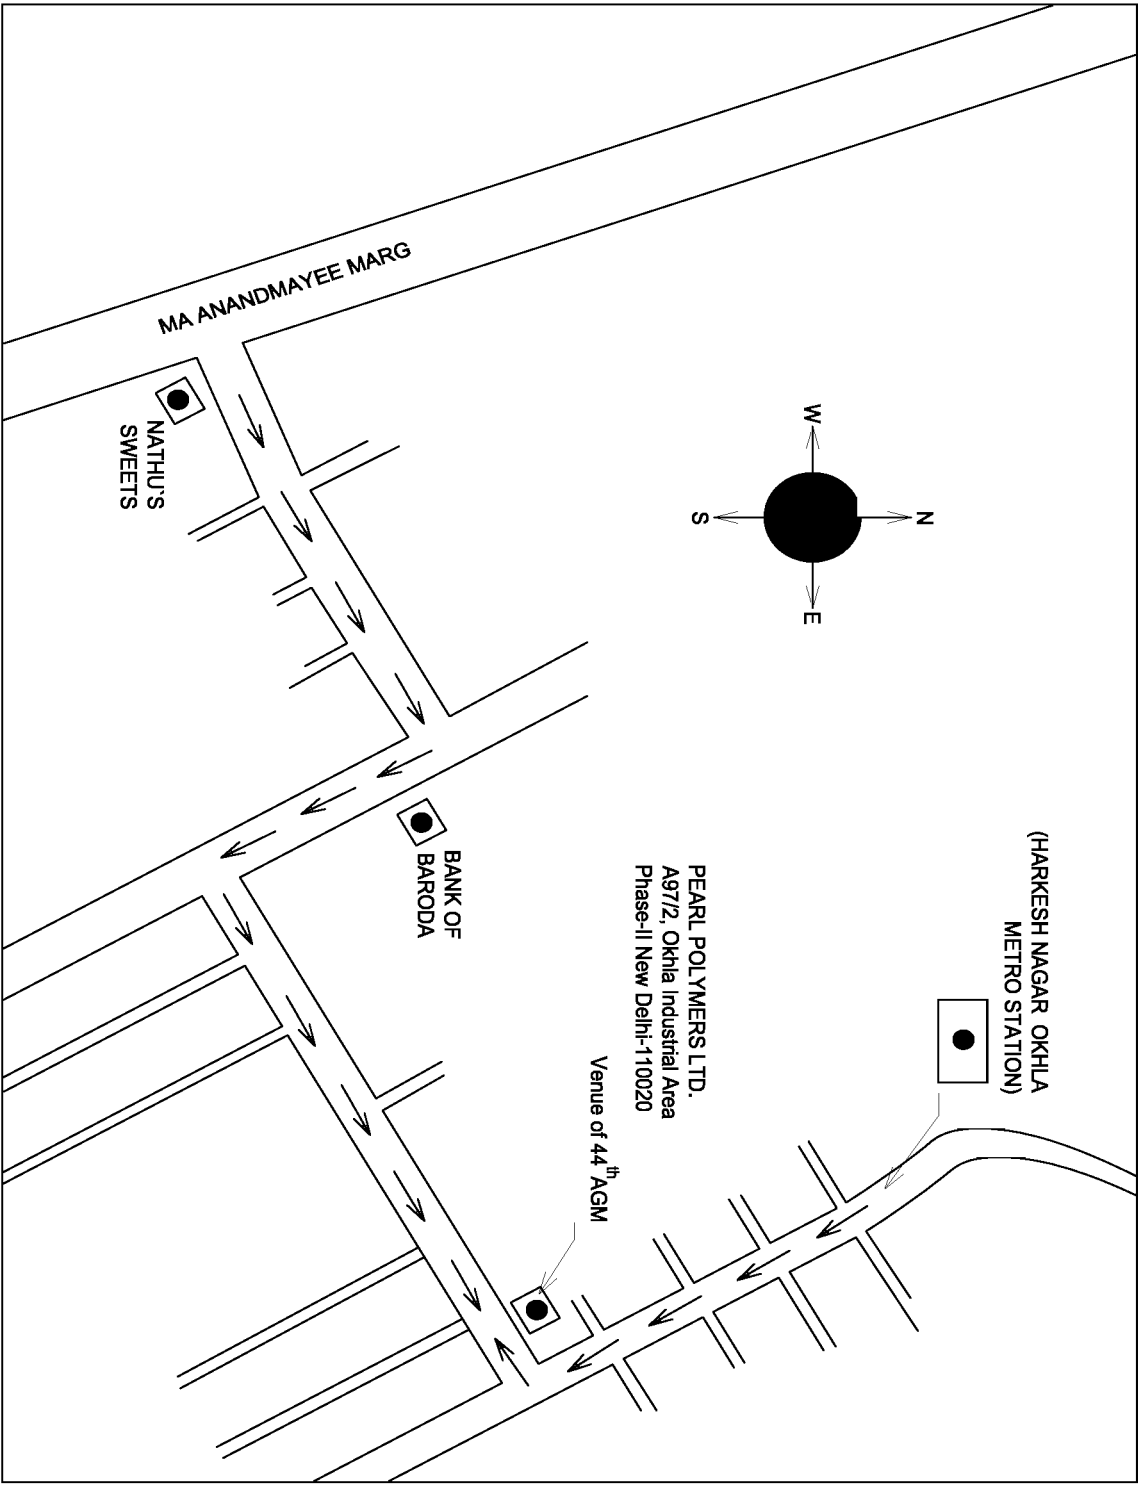 MA ANANDMAYEE MARG
NATHU`S
SWEETS
W
N
S
E
BANK OF
BARODA
(HARKESH NAGAR OKHLA
METRO STATION)
PEARL POLYMERS LTD.
A97/2, Okhla Industrial Area
Phase-II New Delhi-110020
Venue of 44th AGM